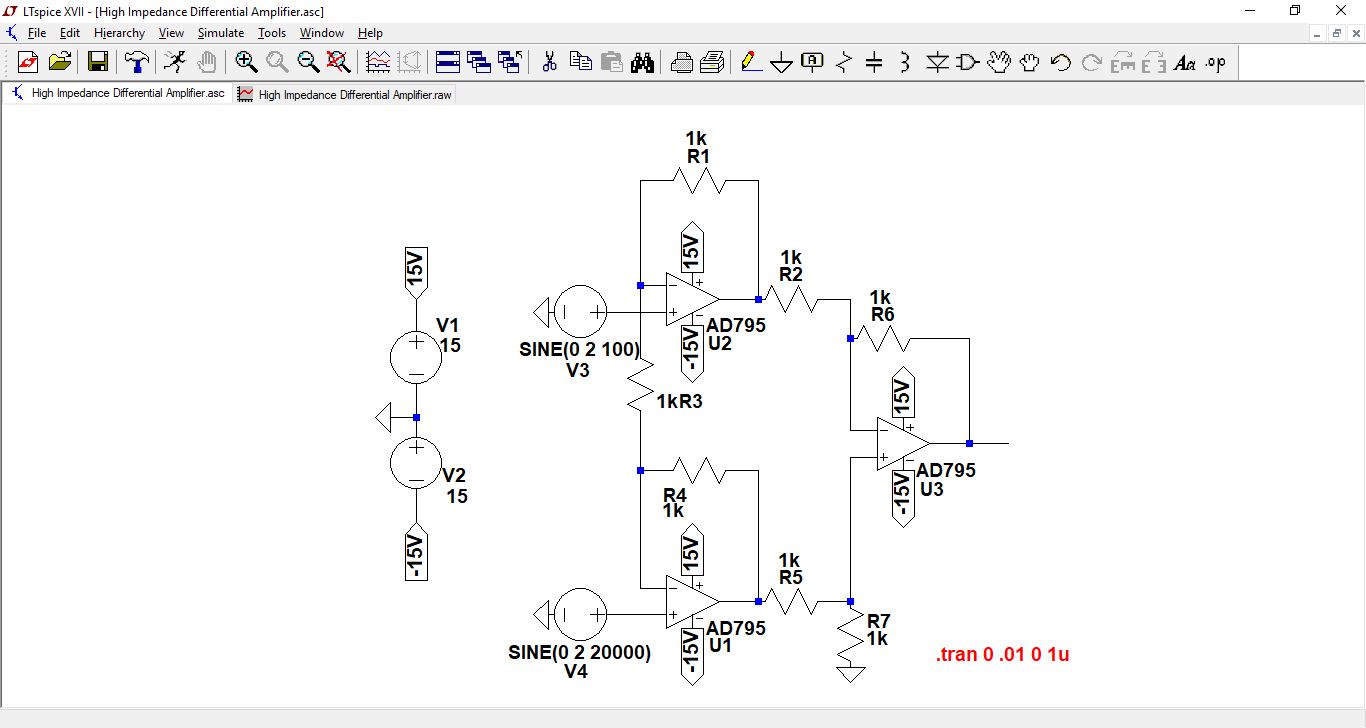 LTspice XVII - [High Impedance Differential Amplifier.asc]
File Edit Hierarchy View Simulate Tools Window Help
High Impedance Differential Amplifier.asc High Impedance Differential Amplifier.raw
1k
R1
15V
15V
1k
R2
1k
R6
V1
15
AD795
U2
-15V
SINE(0 2 100)
V3
1kR3
15V
V2
15
AD795
U3
-15V
R4
1k
-15V
15V
1k
R5
AD795
U1
-15V
R7
1k
SINE(0 2 20000)
V4
.tran 0 .01 0 1u